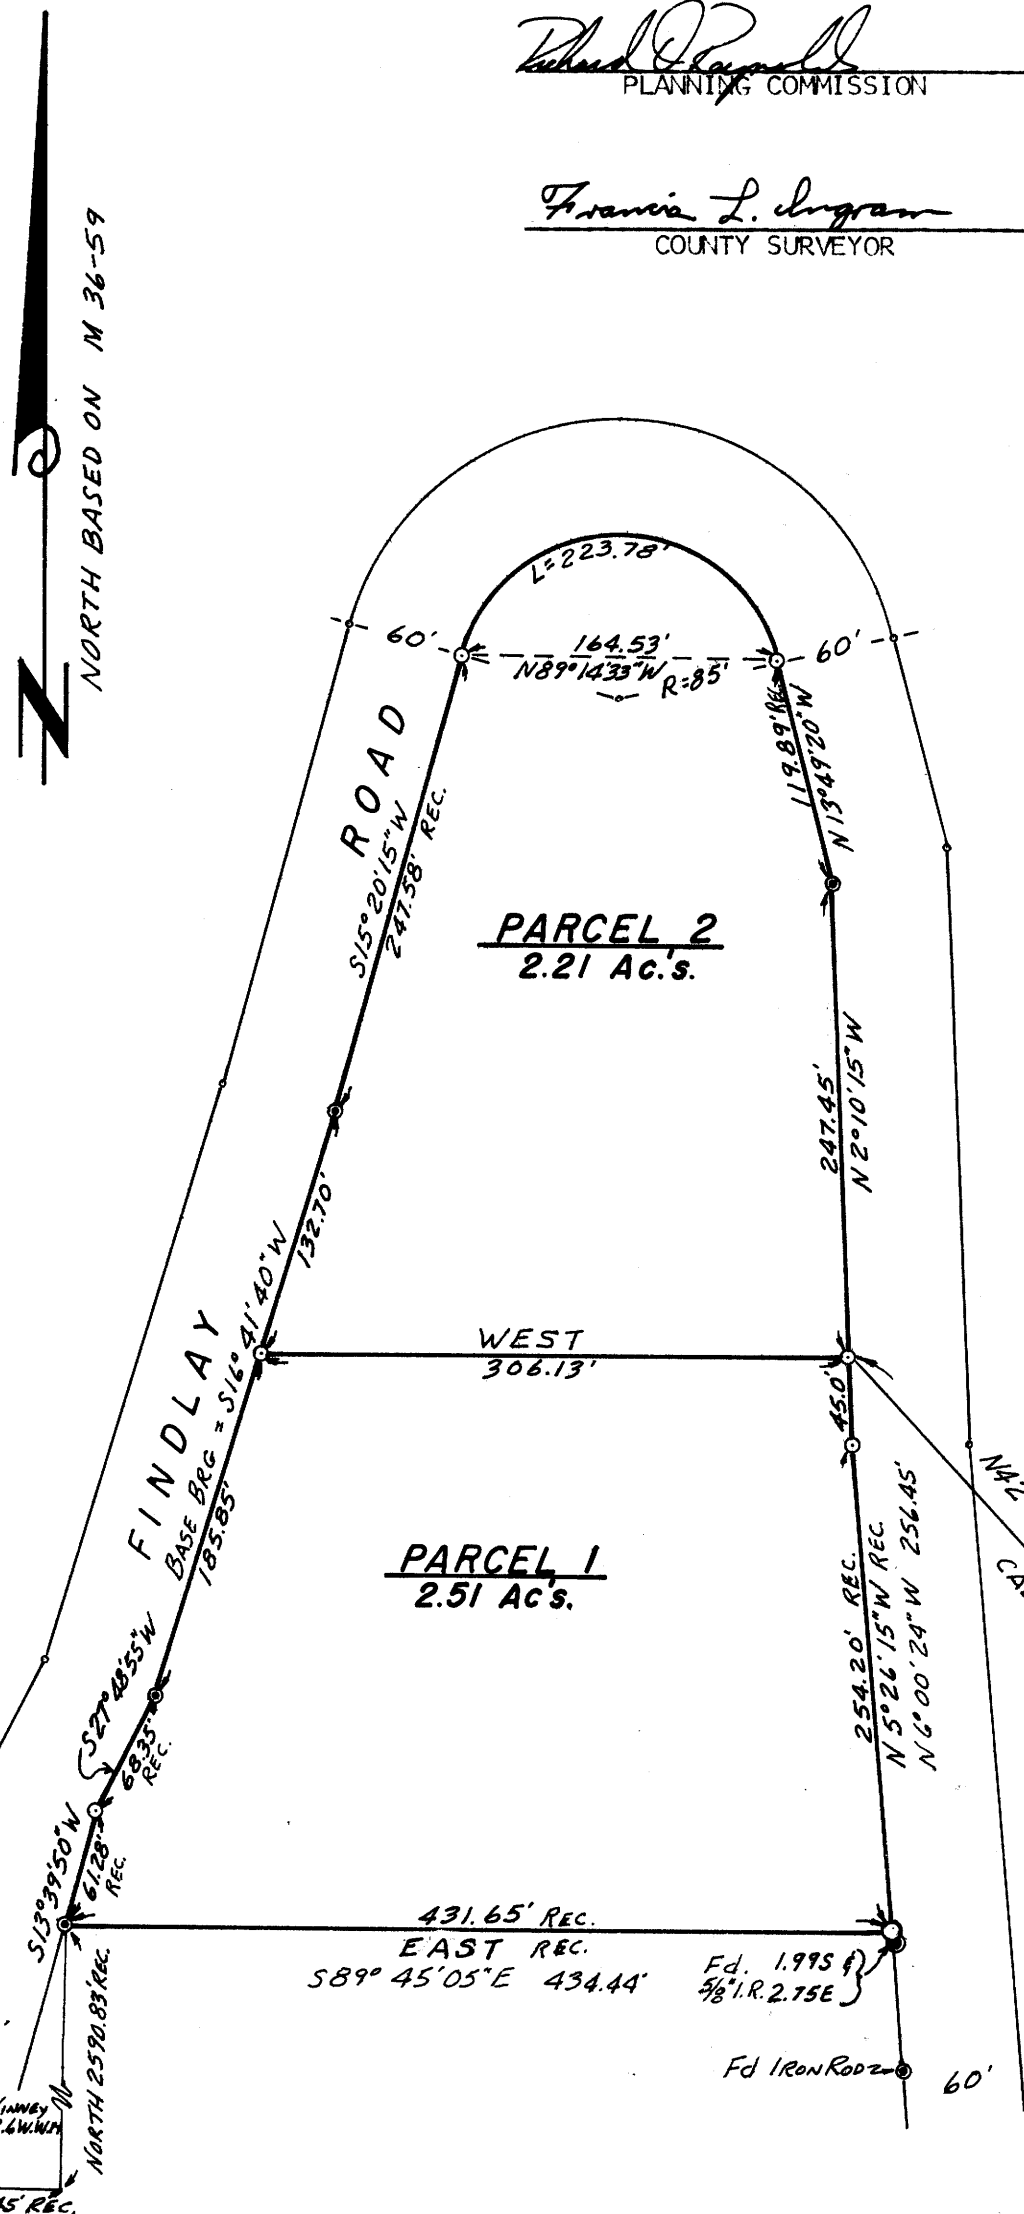 Richard O Reynolds
PLANNING COMMISSION
Francis L. Ingram
COUNTY SURVEYOR
NORTH BASED ON M 36-59
N
L=223.78'
60'
164.53'
N89°14'33"W
R=85'
60'
119.89' REC.
N13°49'20"W
ROAD
S15°20'15"W
247.58' REC.
PARCEL 2
2.21 Ac.'s.
247.45'
N2°10'15"W
132.70'
WEST
306.13'
45.0'
FINDLAY
BASE BRG = S16°41'40"W
185.85'
PARCEL 1
2.51 Ac's.
254.20' REC.
N5°26'15"W REC.
N6°00'24"W 256.45'
S27°48'55"W
68.35'
REC.
S13°39'50"W
61.28'
REC.
431.65' REC.
EAST REC.
S89°45'05"E 434.44'
Fd. 1.99S &
5/8" I.R. 2.75E
Fd IRON ROD
60'
NORTH 2590.83' REC.
.6W.W.M
5' REC.